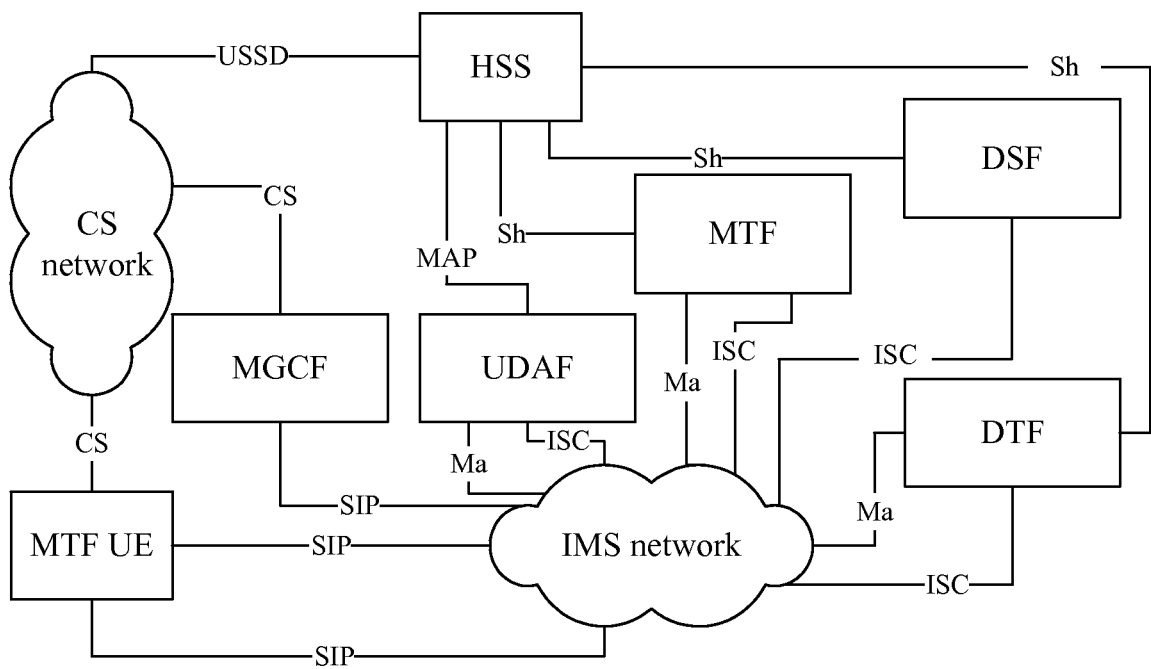 USSD
HSS
Sh
DSF
Sh
CS
MTF
CS
network
Sh
MAP
MGCF
UDAF
ISC
ISC
Ma
DTF
CS
ISC
Ma
SIP
Ma
MTF UE
SIP
IMS network
ISC
SIP